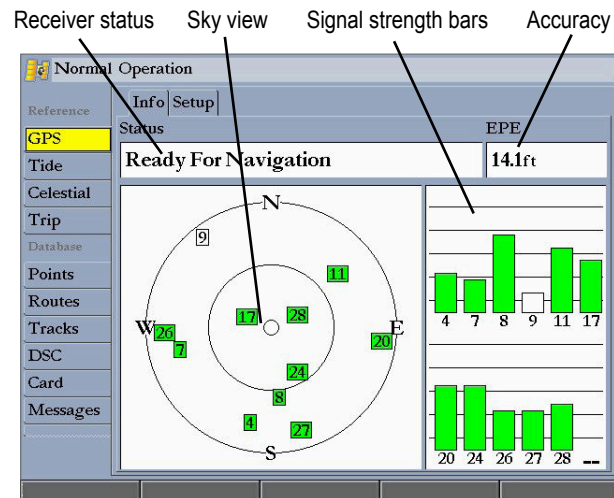 Receiver status Sky view Signal strength bars Accuracy
Normal Operation
Reference
GPS
Tide
Celestial
Trip
Database
Points
Routes
Tracks
DSC
Card
Messages
Info Setup
Status EPE
Ready For Navigation 14.1ft
N
9
11
17 28
W E
26
20
7
24
8
4
27
S
4 7 8 9 11 17
20 24 26 27 28 --